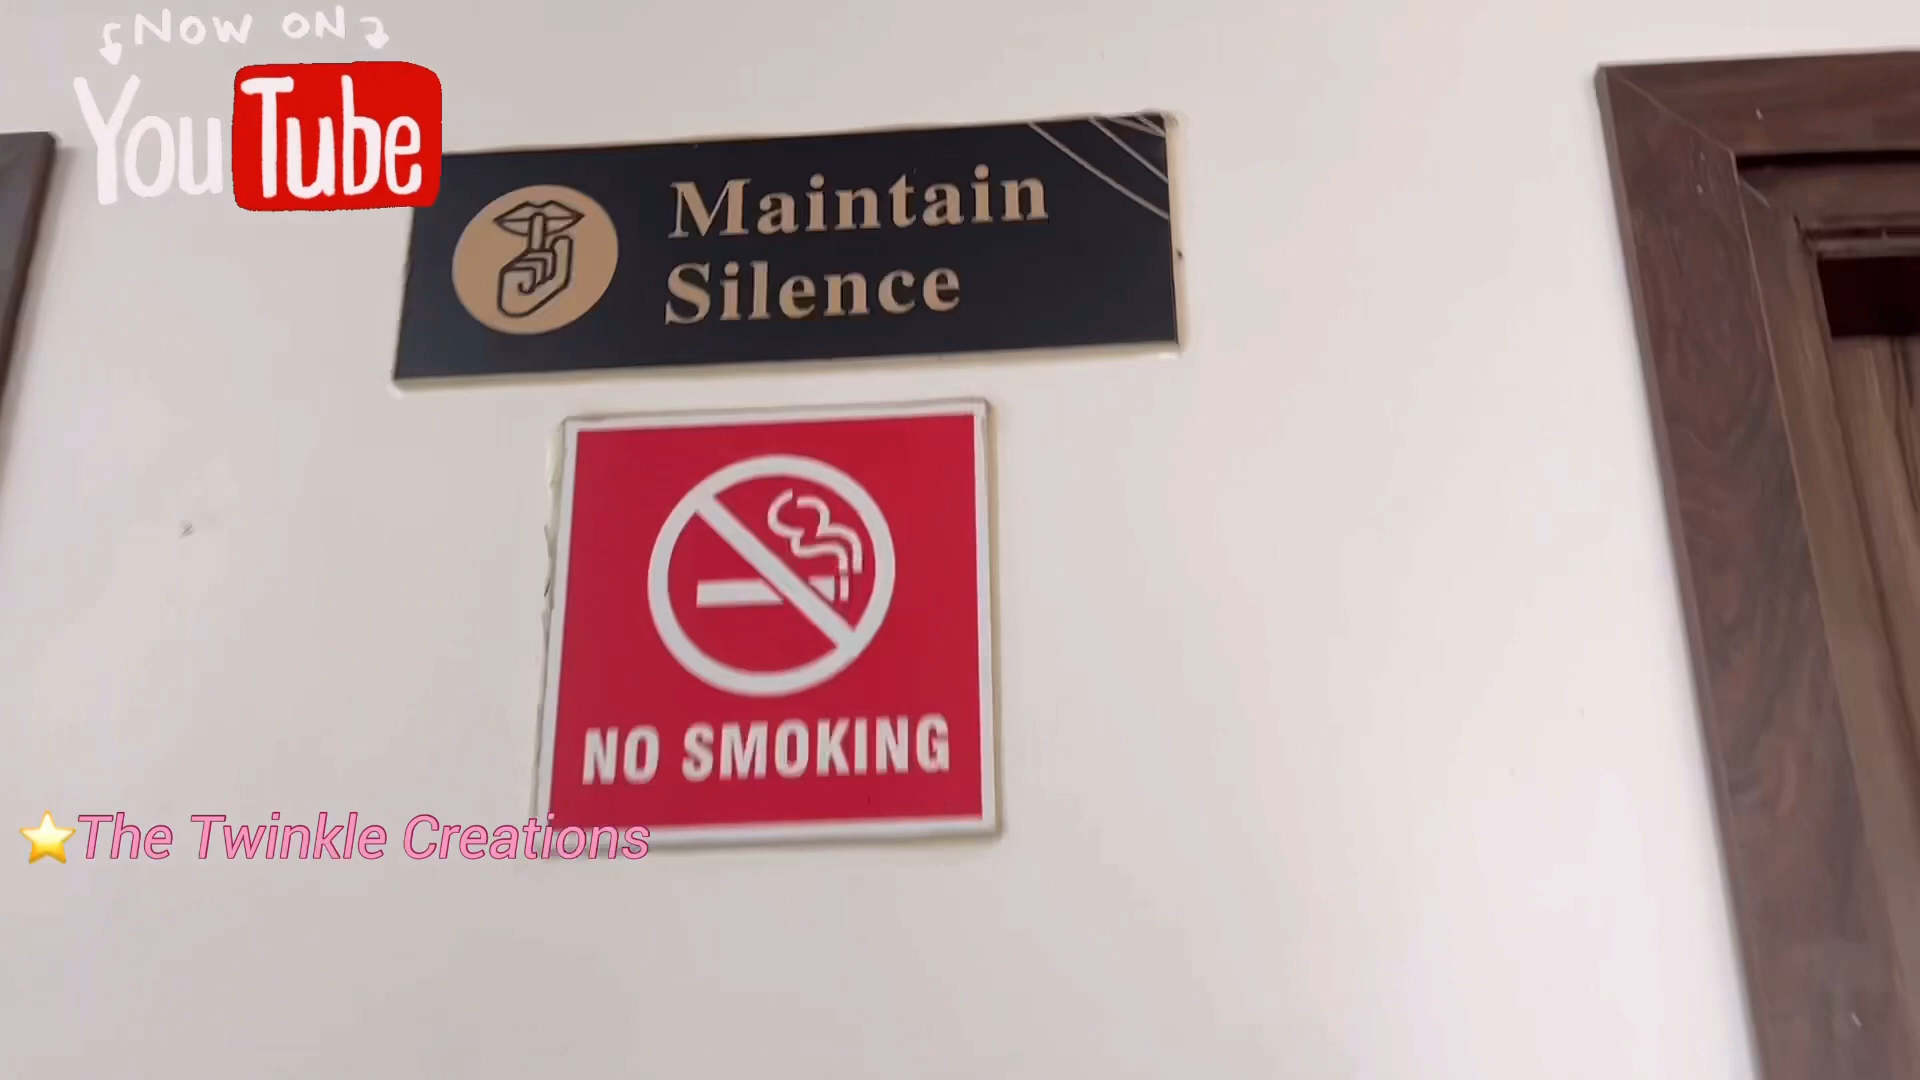 NOW ON
YouTube
Maintain
Silence
NO SMOKING
⭐The Twinkle Creations